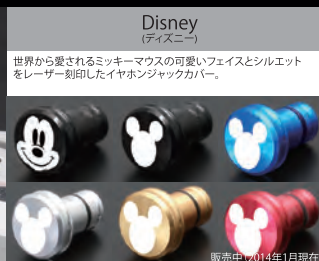 Disney
(ディズニー)
世界から愛されるミッキーマウスの可愛いフェイスとシルエット
をレーザー刻印したイヤホンジャックカバー。
販売中(2014年1月現在